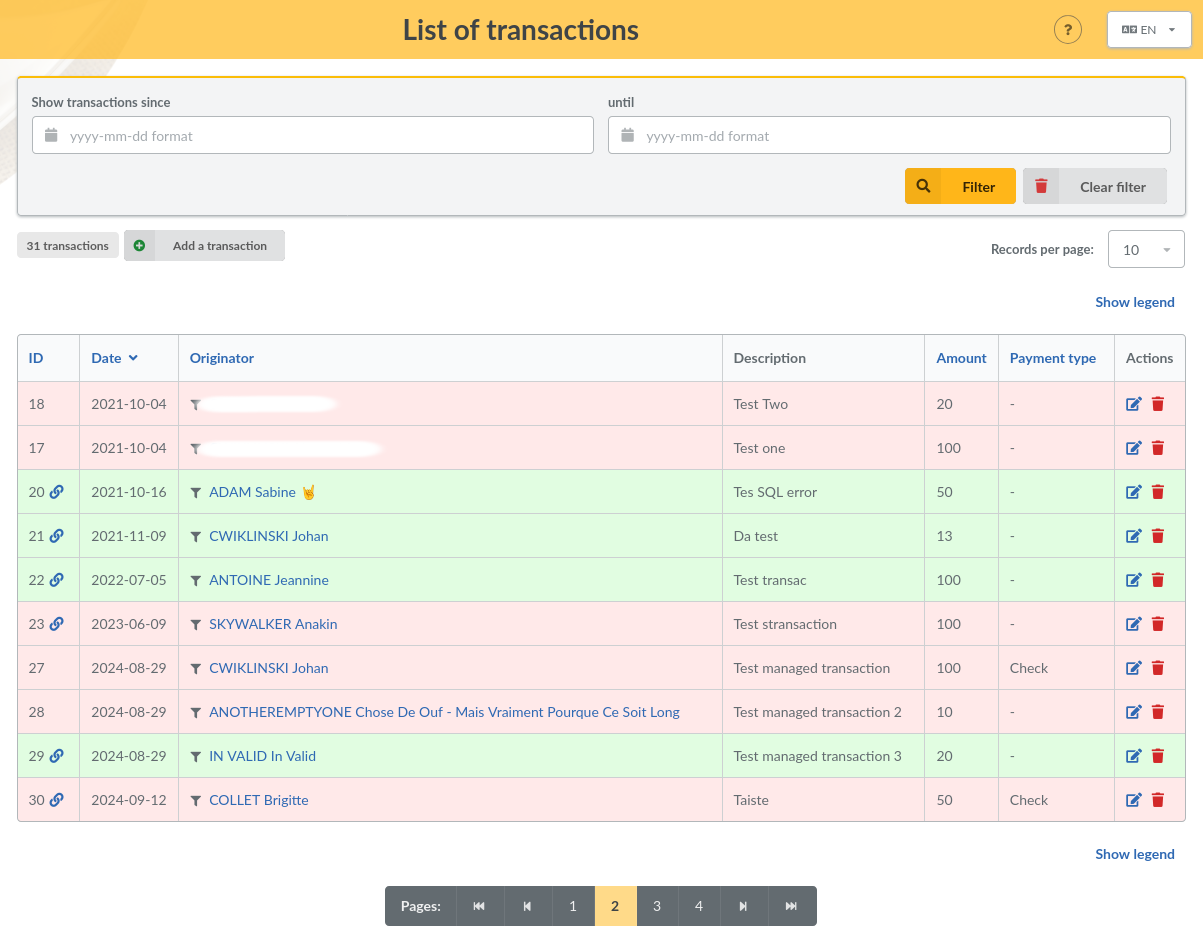 List of transactions
? EN
Show transactions since until
yyyy-mm-dd format yyyy-mm-dd format
Filter Clear filter
31 transactions Add a transaction Records per page: 10
Show legend
ID Date Originator Description Amount Payment type Actions
18 2021-10-04 Test Two 20 -
17 2021-10-04 Test one 100 -
20 2021-10-16 ADAM Sabine 🤘 Tes SQL error 50 -
21 2021-11-09 CWIKLINSKI Johan Da test 13 -
22 2022-07-05 ANTOINE Jeannine Test transac 100 -
23 2023-06-09 SKYWALKER Anakin Test stransaction 100 -
27 2024-08-29 CWIKLINSKI Johan Test managed transaction 100 Check
28 2024-08-29 ANOTHEREMPTYONE Chose De Ouf - Mais Vraiment Pourque Ce Soit Long Test managed transaction 2 10 -
29 2024-08-29 IN VALID In Valid Test managed transaction 3 20 -
30 2024-09-12 COLLET Brigitte Taiste 50 Check
Show legend
Pages: 1 2 3 4